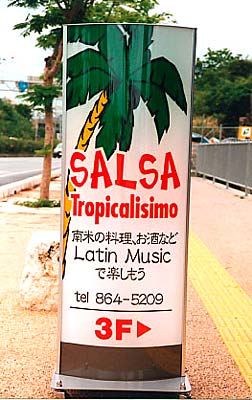 SALSA
Tropicalisimo
南米の料理、お酒など
Latin Music
で楽しもう
tel 864-5209
3F▶